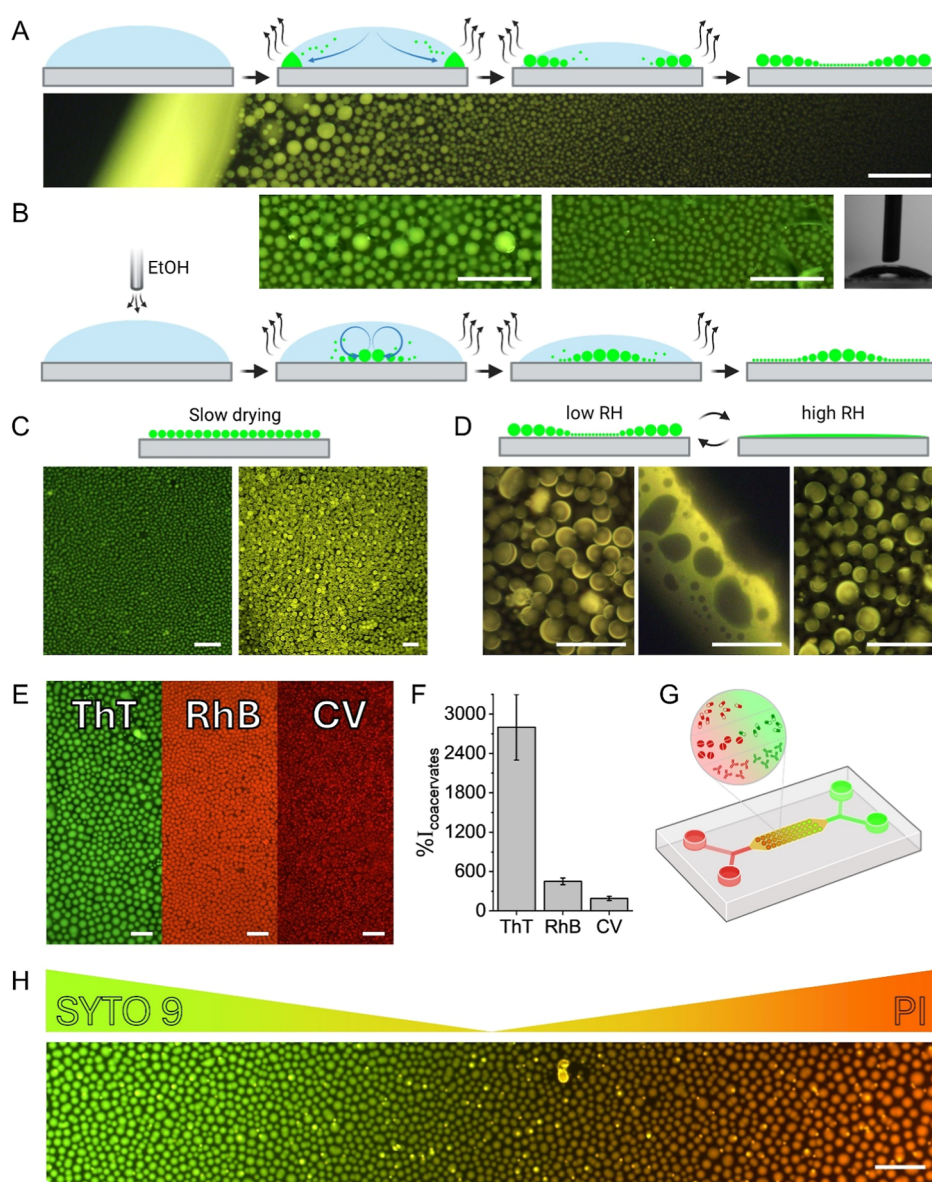 A
B
EtOH
C
Slow drying
D
low RH
high RH
E
ThT
RhB
CV
F
%Icoacervates
3000
2400
1800
1200
600
0
ThT
RhB
CV
G
H
SYTO 9
PI